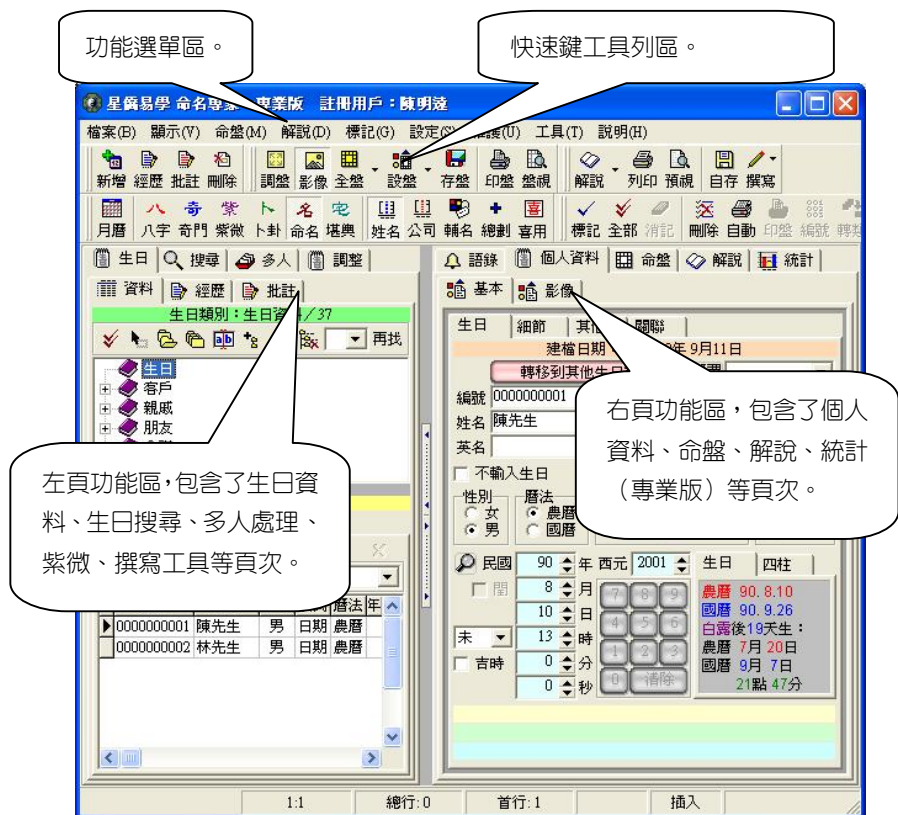 功能選單區。
快速鍵工具列區。
星僑易學 命名專業 專業版 註冊用戶：陳明遠
檔案(B) 顯示(V) 命盤(M) 解說(D) 標記(G) 設定 (U) 工具(T) 說明(H)
新增 經歷 批註 刪除 調盤 影像 全盤 設盤 存盤 印盤 盤視 解說 列印 預視 自存 撰寫
月曆 八字 奇門 紫微 卜卦 命名 堪輿 姓名 公司 輔名 總劃 喜用 標記 全部 消記 刪除 自動 印盤 編號 轉類
生日 搜尋 多人 調整
語錄 個人資料 命盤 解說 統計
資料 經歷 批註
基本 影像
生日類別：生日資 / 37
再找
生日
客戶
親戚
朋友
左頁功能區，包含了生日資
料、生日搜尋、多人處理、
紫微、撰寫工具等頁次。
曆法 年
0000000001 陳先生 男 日期 農曆
0000000002 林先生 男 日期 農曆
生日 細節 其他 關聯
建檔日期 年 9月11日
轉移到其他生日
編號 0000000001
姓名 陳先生
英名
不輸入生日
性別 曆法
女 農曆
男 國曆
右頁功能區，包含了個人
資料、命盤、解說、統計
（專業版）等頁次。
民國 90 年 西元 2001
閏 8 月
10 日
未 13 時
吉時 0 分
0 秒
7 8 9
4 5 6
1 2 3
0 清除
生日 四柱
農曆 90. 8.10
國曆 90. 9.26
白露後19天生：
農曆 7月 20日
國曆 9月 7日
21點 47分
1:1 總行: 0 首行: 1 插入